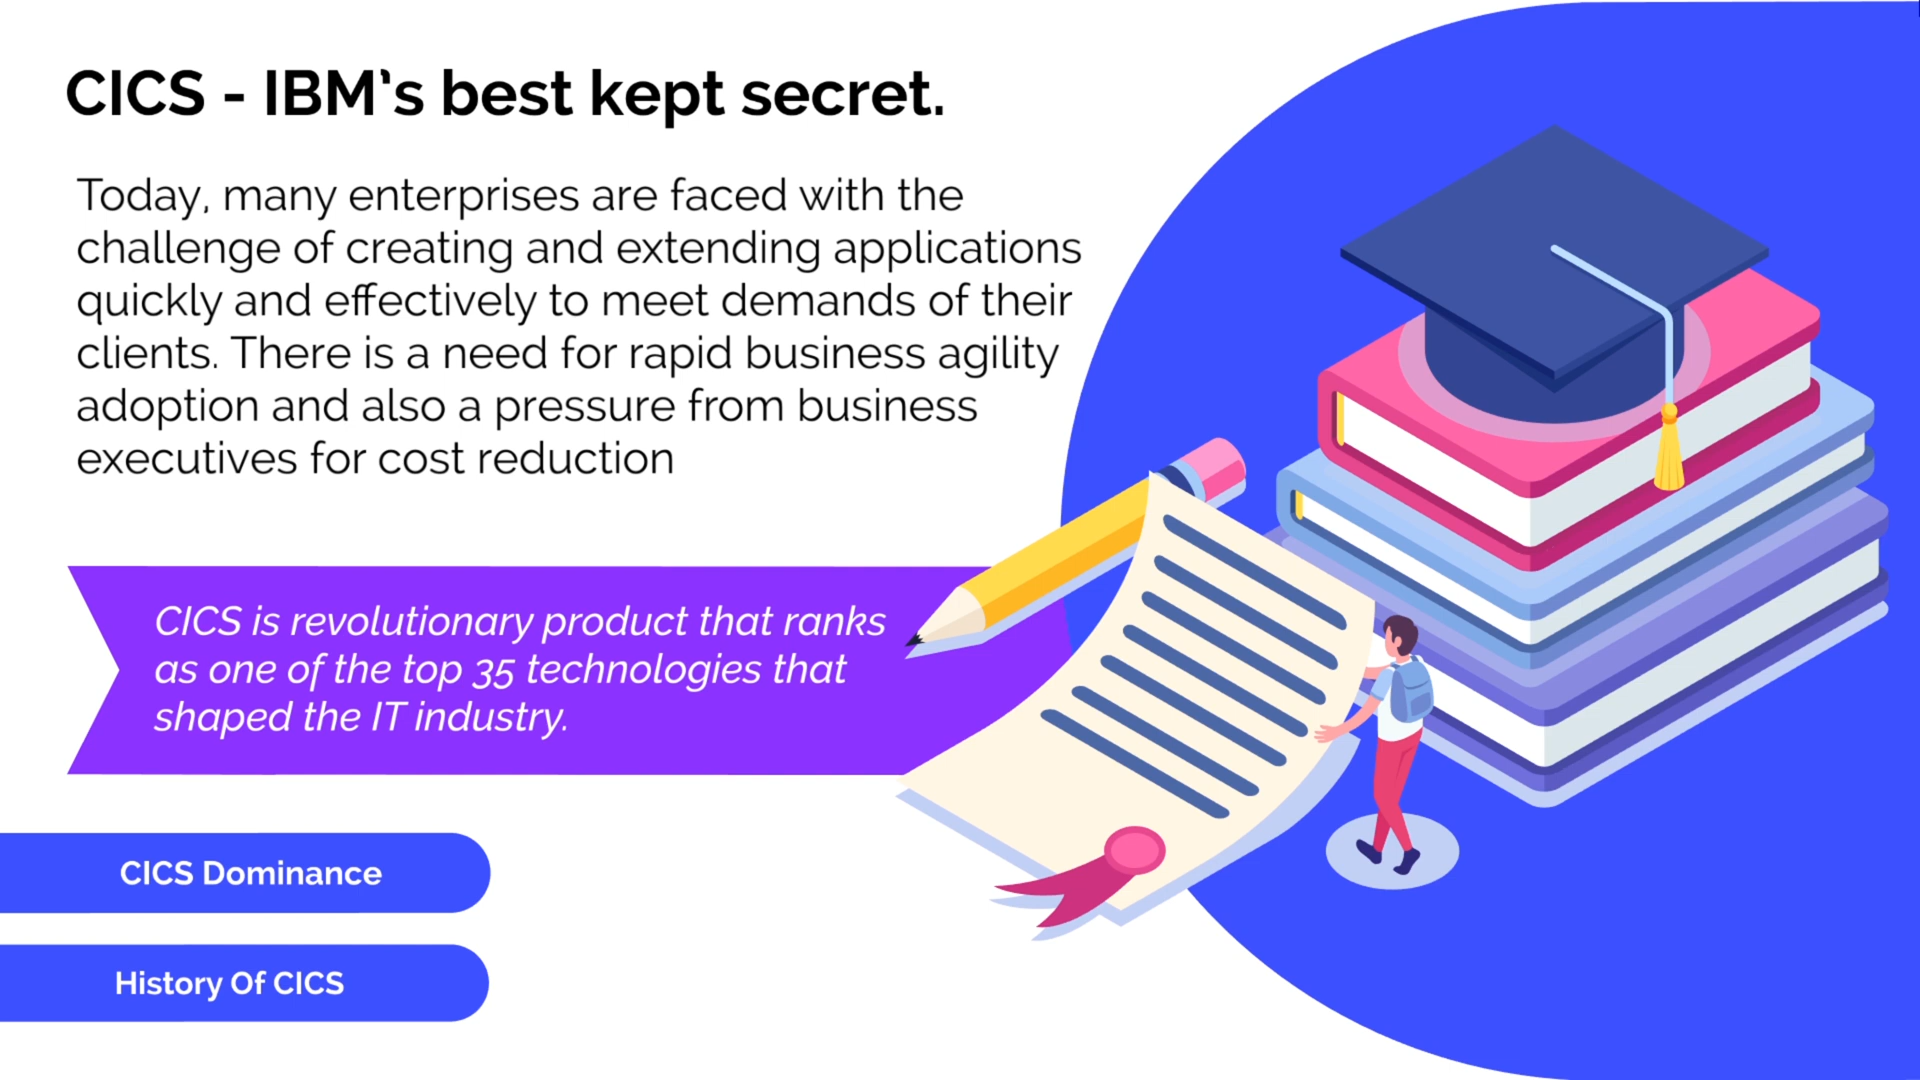 CICS - IBM's best kept secret.
Today, many enterprises are faced with the
challenge of creating and extending applications
quickly and effectively to meet demands of their
clients. There is a need for rapid business agility
adoption and also a pressure from business
executives for cost reduction
CICS is revolutionary product that ranks
as one of the top 35 technologies that
shaped the IT industry.
CICS Dominance
History Of CICS